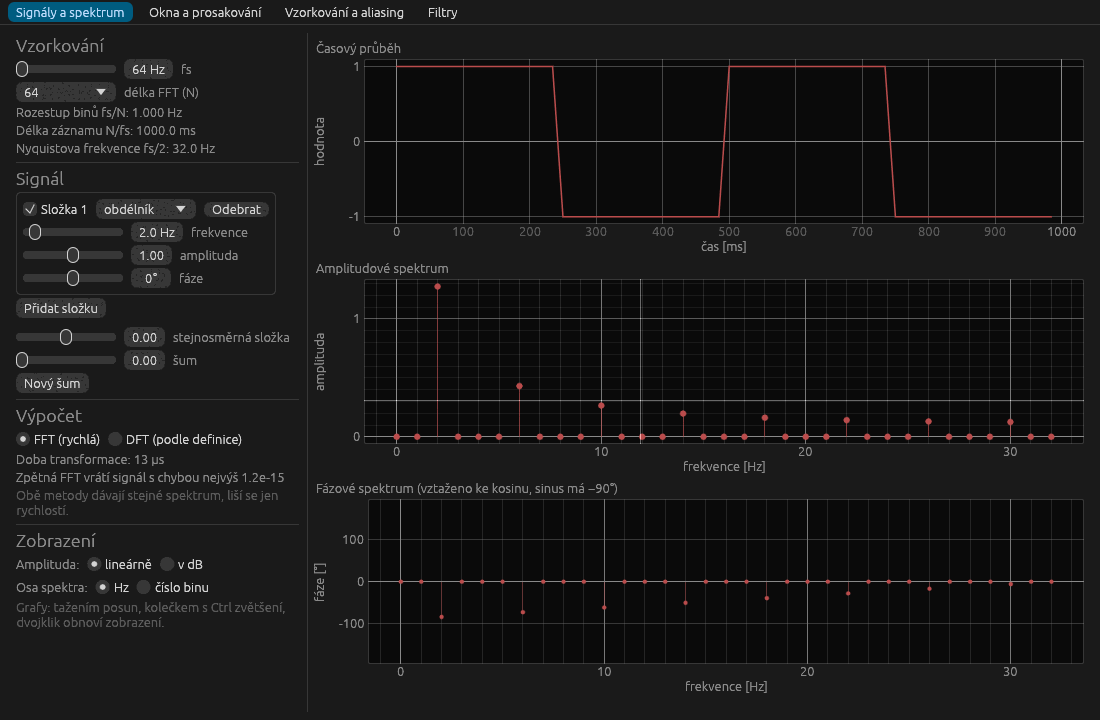 Signály a spektrum
Okna a prosakování
Vzorkování a aliasing
Filtry
Vzorkování
64 Hz
fs
64
délka FFT (N)
Rozestup binů fs/N: 1.000 Hz
Délka záznamu N/fs: 1000.0 ms
Nyquistova frekvence fs/2: 32.0 Hz
Signál
Složka 1
obdélník
Odebrat
2.0 Hz
frekvence
1.00
amplituda
0°
fáze
Přidat složku
0.00
stejnosměrná složka
0.00
šum
Nový šum
Výpočet
FFT (rychlá)
DFT (podle definice)
Doba transformace: 13 µs
Zpětná FFT vrátí signál s chybou nejvýš 1.2e-15
Obě metody dávají stejné spektrum, liší se jen
rychlostí.
Zobrazení
Amplituda:
lineárně
v dB
Osa spektra:
Hz
číslo binu
Grafy: tažením posun, kolečkem s Ctrl zvětšení,
dvojklik obnoví zobrazení.
Časový průběh
hodnota
1
0
-1
0 100 200 300 400 500 600 700 800 900 1000
čas [ms]
Amplitudové spektrum
amplituda
1
0
0 10 20 30
frekvence [Hz]
Fázové spektrum (vztaženo ke kosinu, sinus má −90°)
fáze [°]
100
0
-100
0 10 20 30
frekvence [Hz]